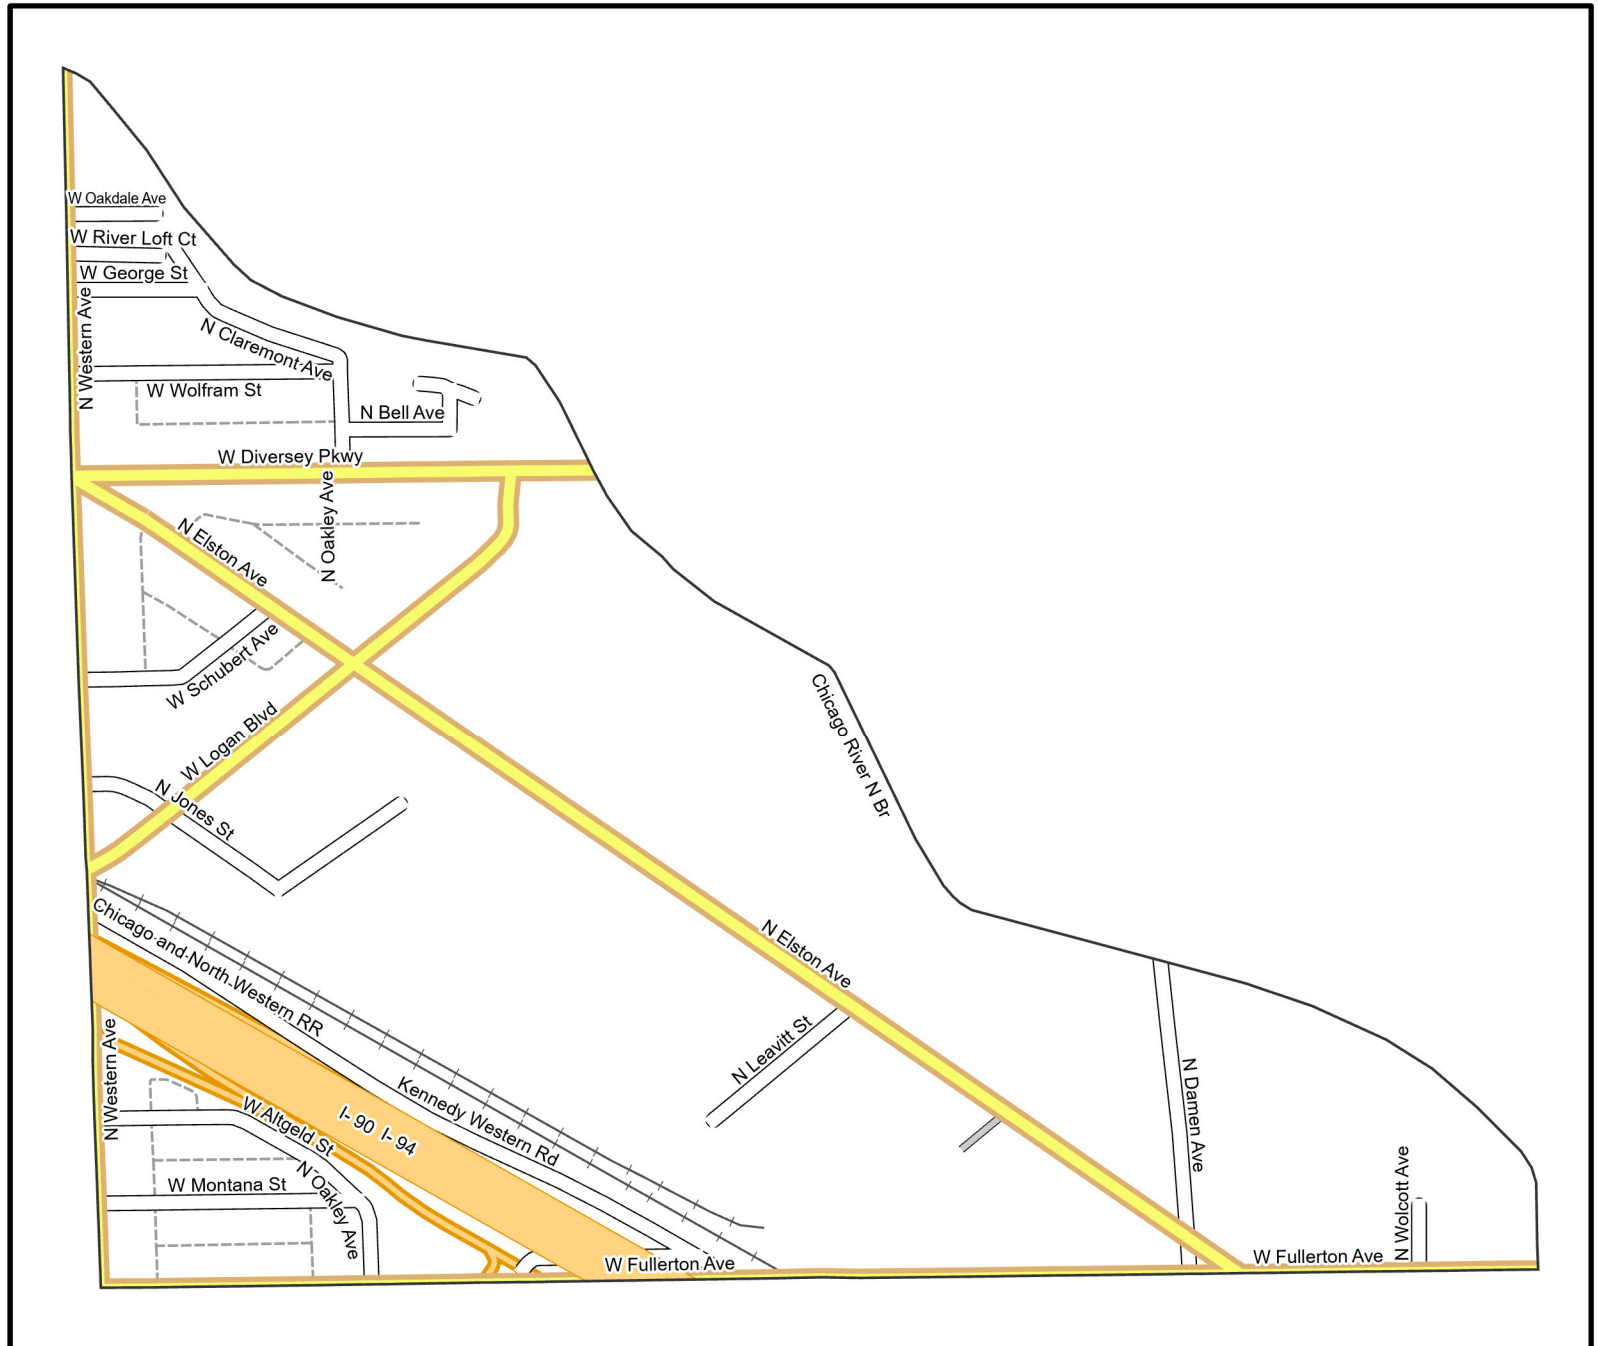 W Oakdale Ave
W River Loft Ct
W George St
N Western Ave
N Claremont Ave
W Wolfram St
N Bell Ave
W Diversey Pkwy
N Oakley Ave
N Elston Ave
W Schubert Ave
W Logan Blvd
N Jones St
Chicago River N Br
Chicago and North Western RR
N Elston Ave
N Leavitt St
Kennedy Western Rd
N Western Ave
W Altgeld St
I- 90 I- 94
N Damen Ave
W Montana St
N Oakley Ave
N Wolcott Ave
W Fullerton Ave
W Fullerton Ave